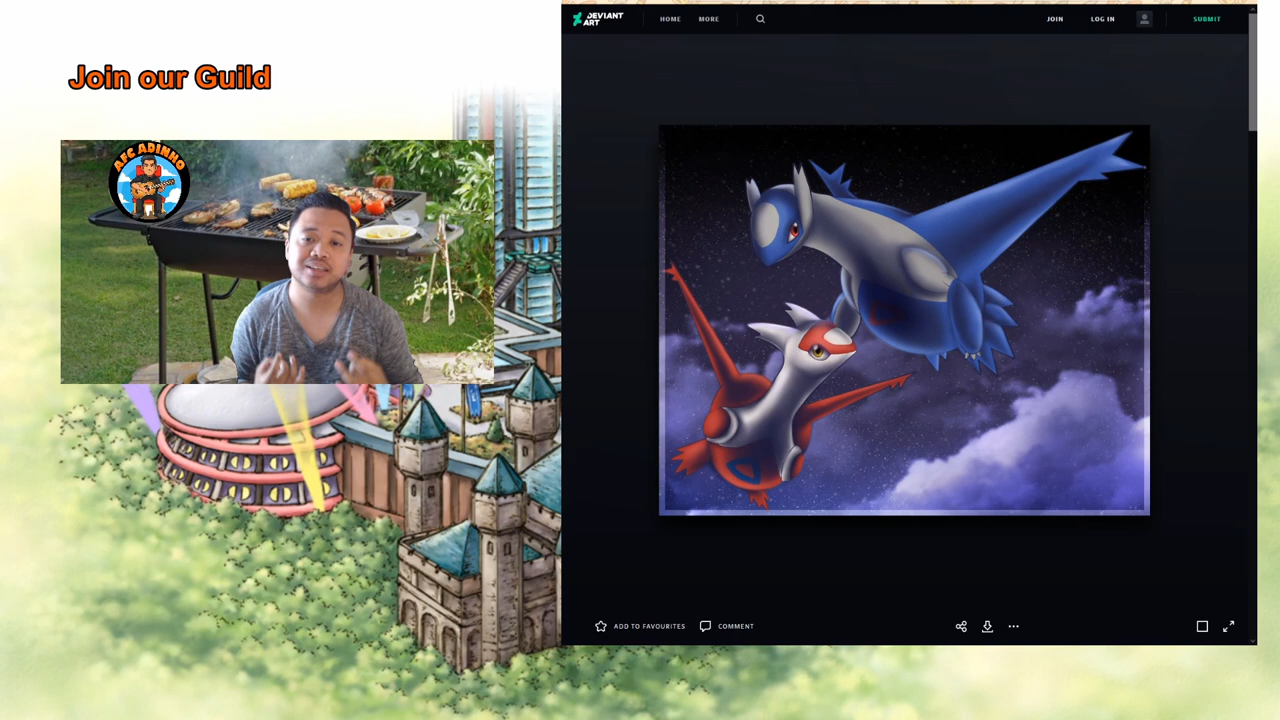 Join our Guild
AFC ADINHO
DEVIANT
ART
HOME
MORE
JOIN
LOG IN
SUBMIT
ADD TO FAVOURITES
COMMENT